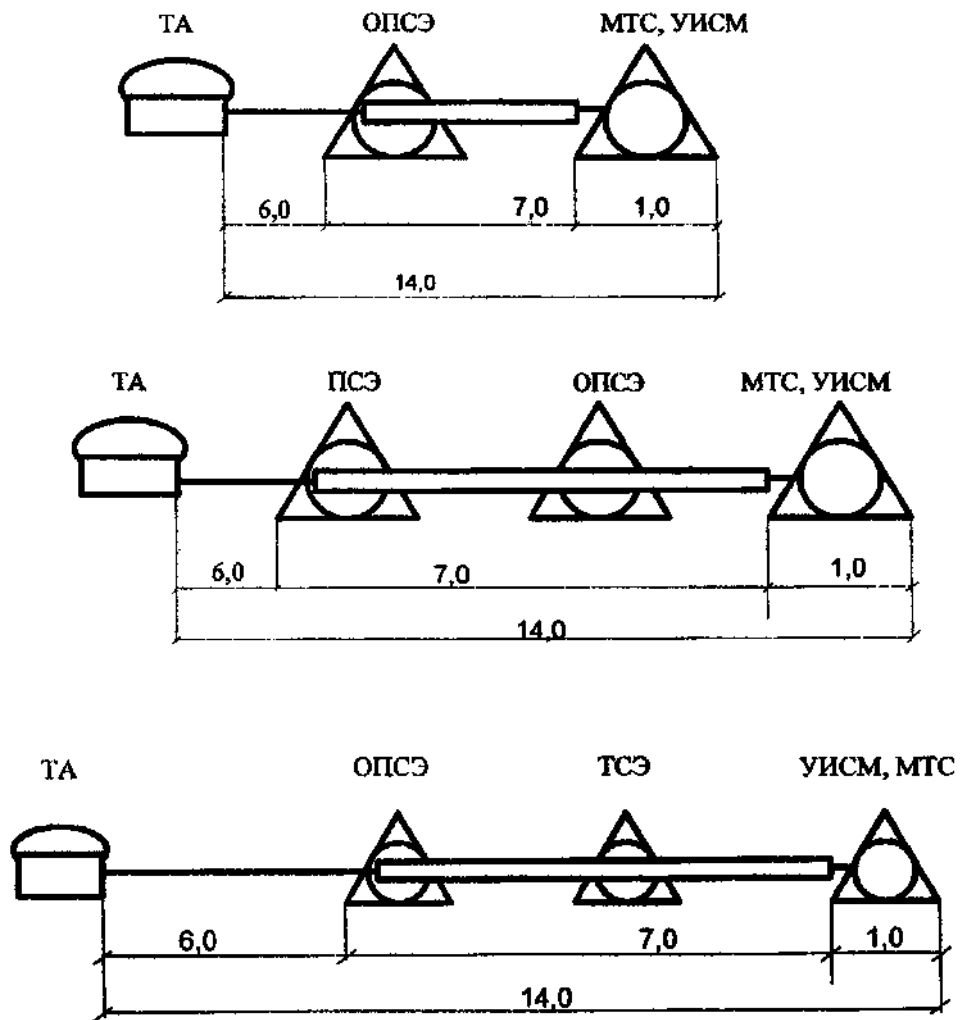 ТА ОПСЭ МТС, УИСМ
6,0 7,0 1,0
14,0
ТА ПСЭ ОПСЭ МТС, УИСМ
6,0 7,0 1,0
14,0
ТА ОПСЭ ТСЭ УИСМ, МТС
6,0 7,0 1,0
14,0